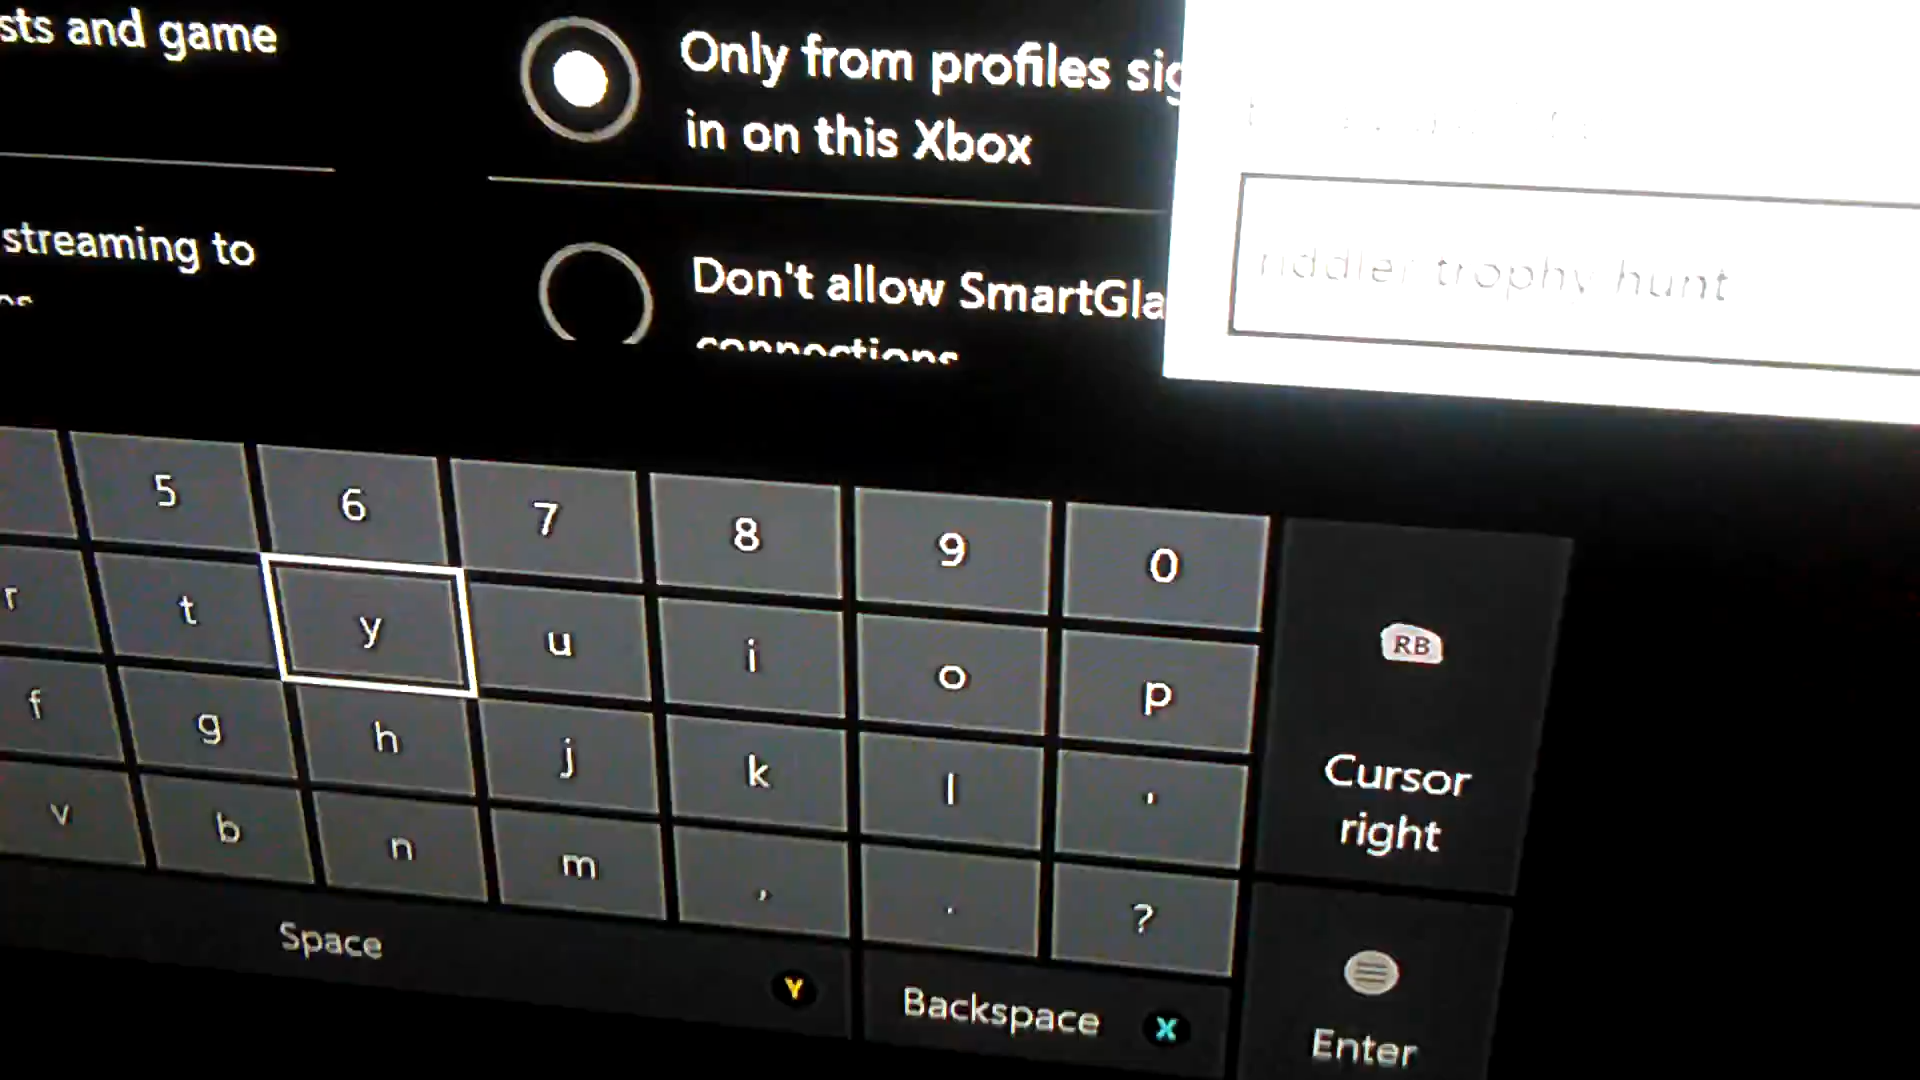 sts and game
Only from profiles sig
in on this Xbox
streaming to
Don't allow SmartGla
connections
riddler trophy hunt
5 6 7 8 9 0
r t y u i o p
f g h j k l '
v b n m , . ?
RB
Cursor
right
Space Y
Backspace X
Enter